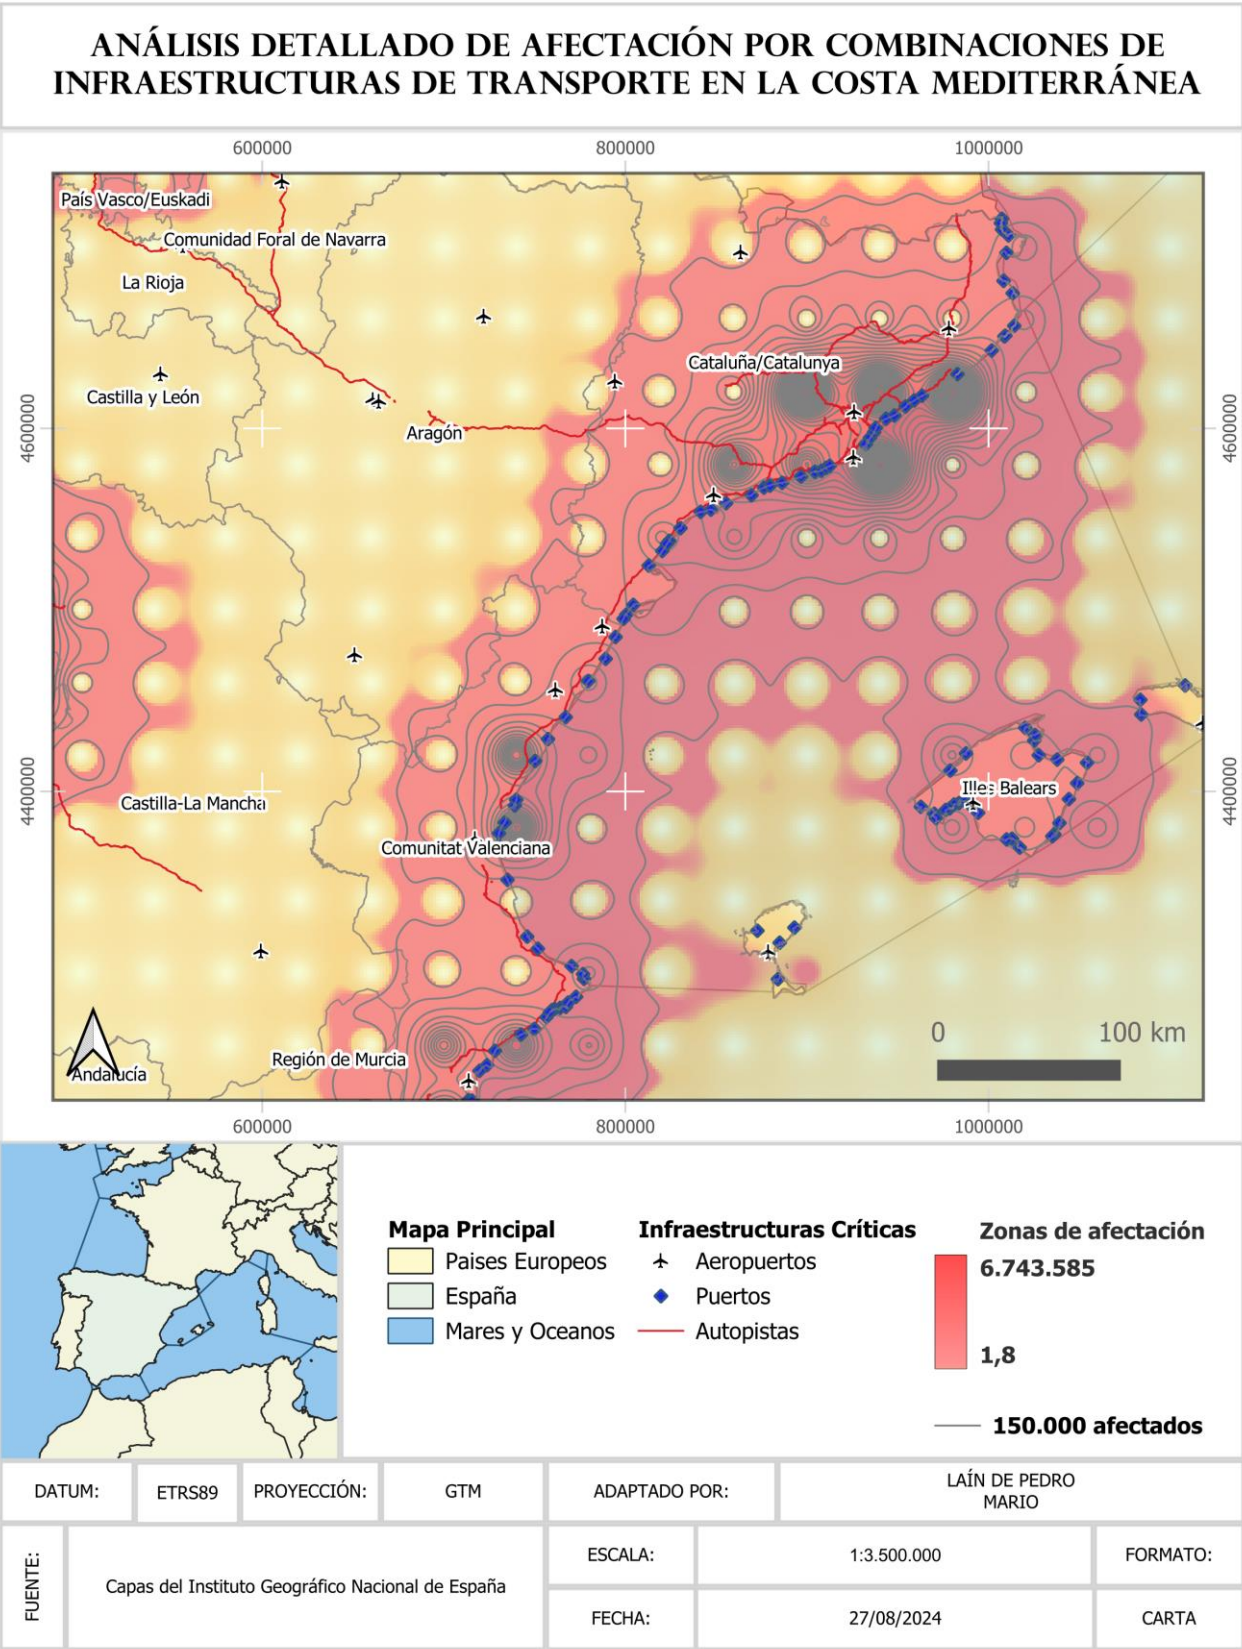 ANÁLISIS DETALLADO DE AFECTACIÓN POR COMBINACIONES DE
INFRAESTRUCTURAS DE TRANSPORTE EN LA COSTA MEDITERRÁNEA
600000
800000
1000000
País Vasco/Euskadi
Comunidad Foral de Navarra
La Rioja
Cataluña/Catalunya
Castilla y León
4600000
4600000
Aragón
4400000
4400000
Illes Balears
Castilla-La Mancha
Comunitat Valenciana
0
100 km
Región de Murcia
Andalucía
600000
800000
1000000
Mapa Principal
Paises Europeos
España
Mares y Oceanos
Infraestructuras Críticas
Aeropuertos
Puertos
Autopistas
Zonas de afectación
6.743.585
1,8
150.000 afectados
DATUM:
ETRS89
PROYECCIÓN:
GTM
ADAPTADO POR:
LAÍN DE PEDRO
MARIO
FUENTE:
Capas del Instituto Geográfico Nacional de España
ESCALA:
1:3.500.000
FORMATO:
FECHA:
27/08/2024
CARTA